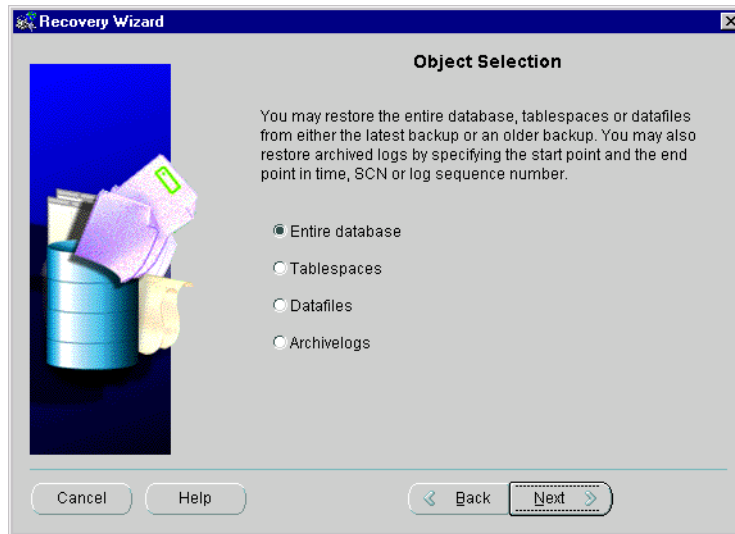 Recovery Wizard
Object Selection
You may restore the entire database, tablespaces or datafiles
from either the latest backup or an older backup. You may also
restore archived logs by specifying the start point and the end
point in time, SCN or log sequence number.
Entire database
Tablespaces
Datafiles
Archivelogs
Cancel
Help
Back
Next